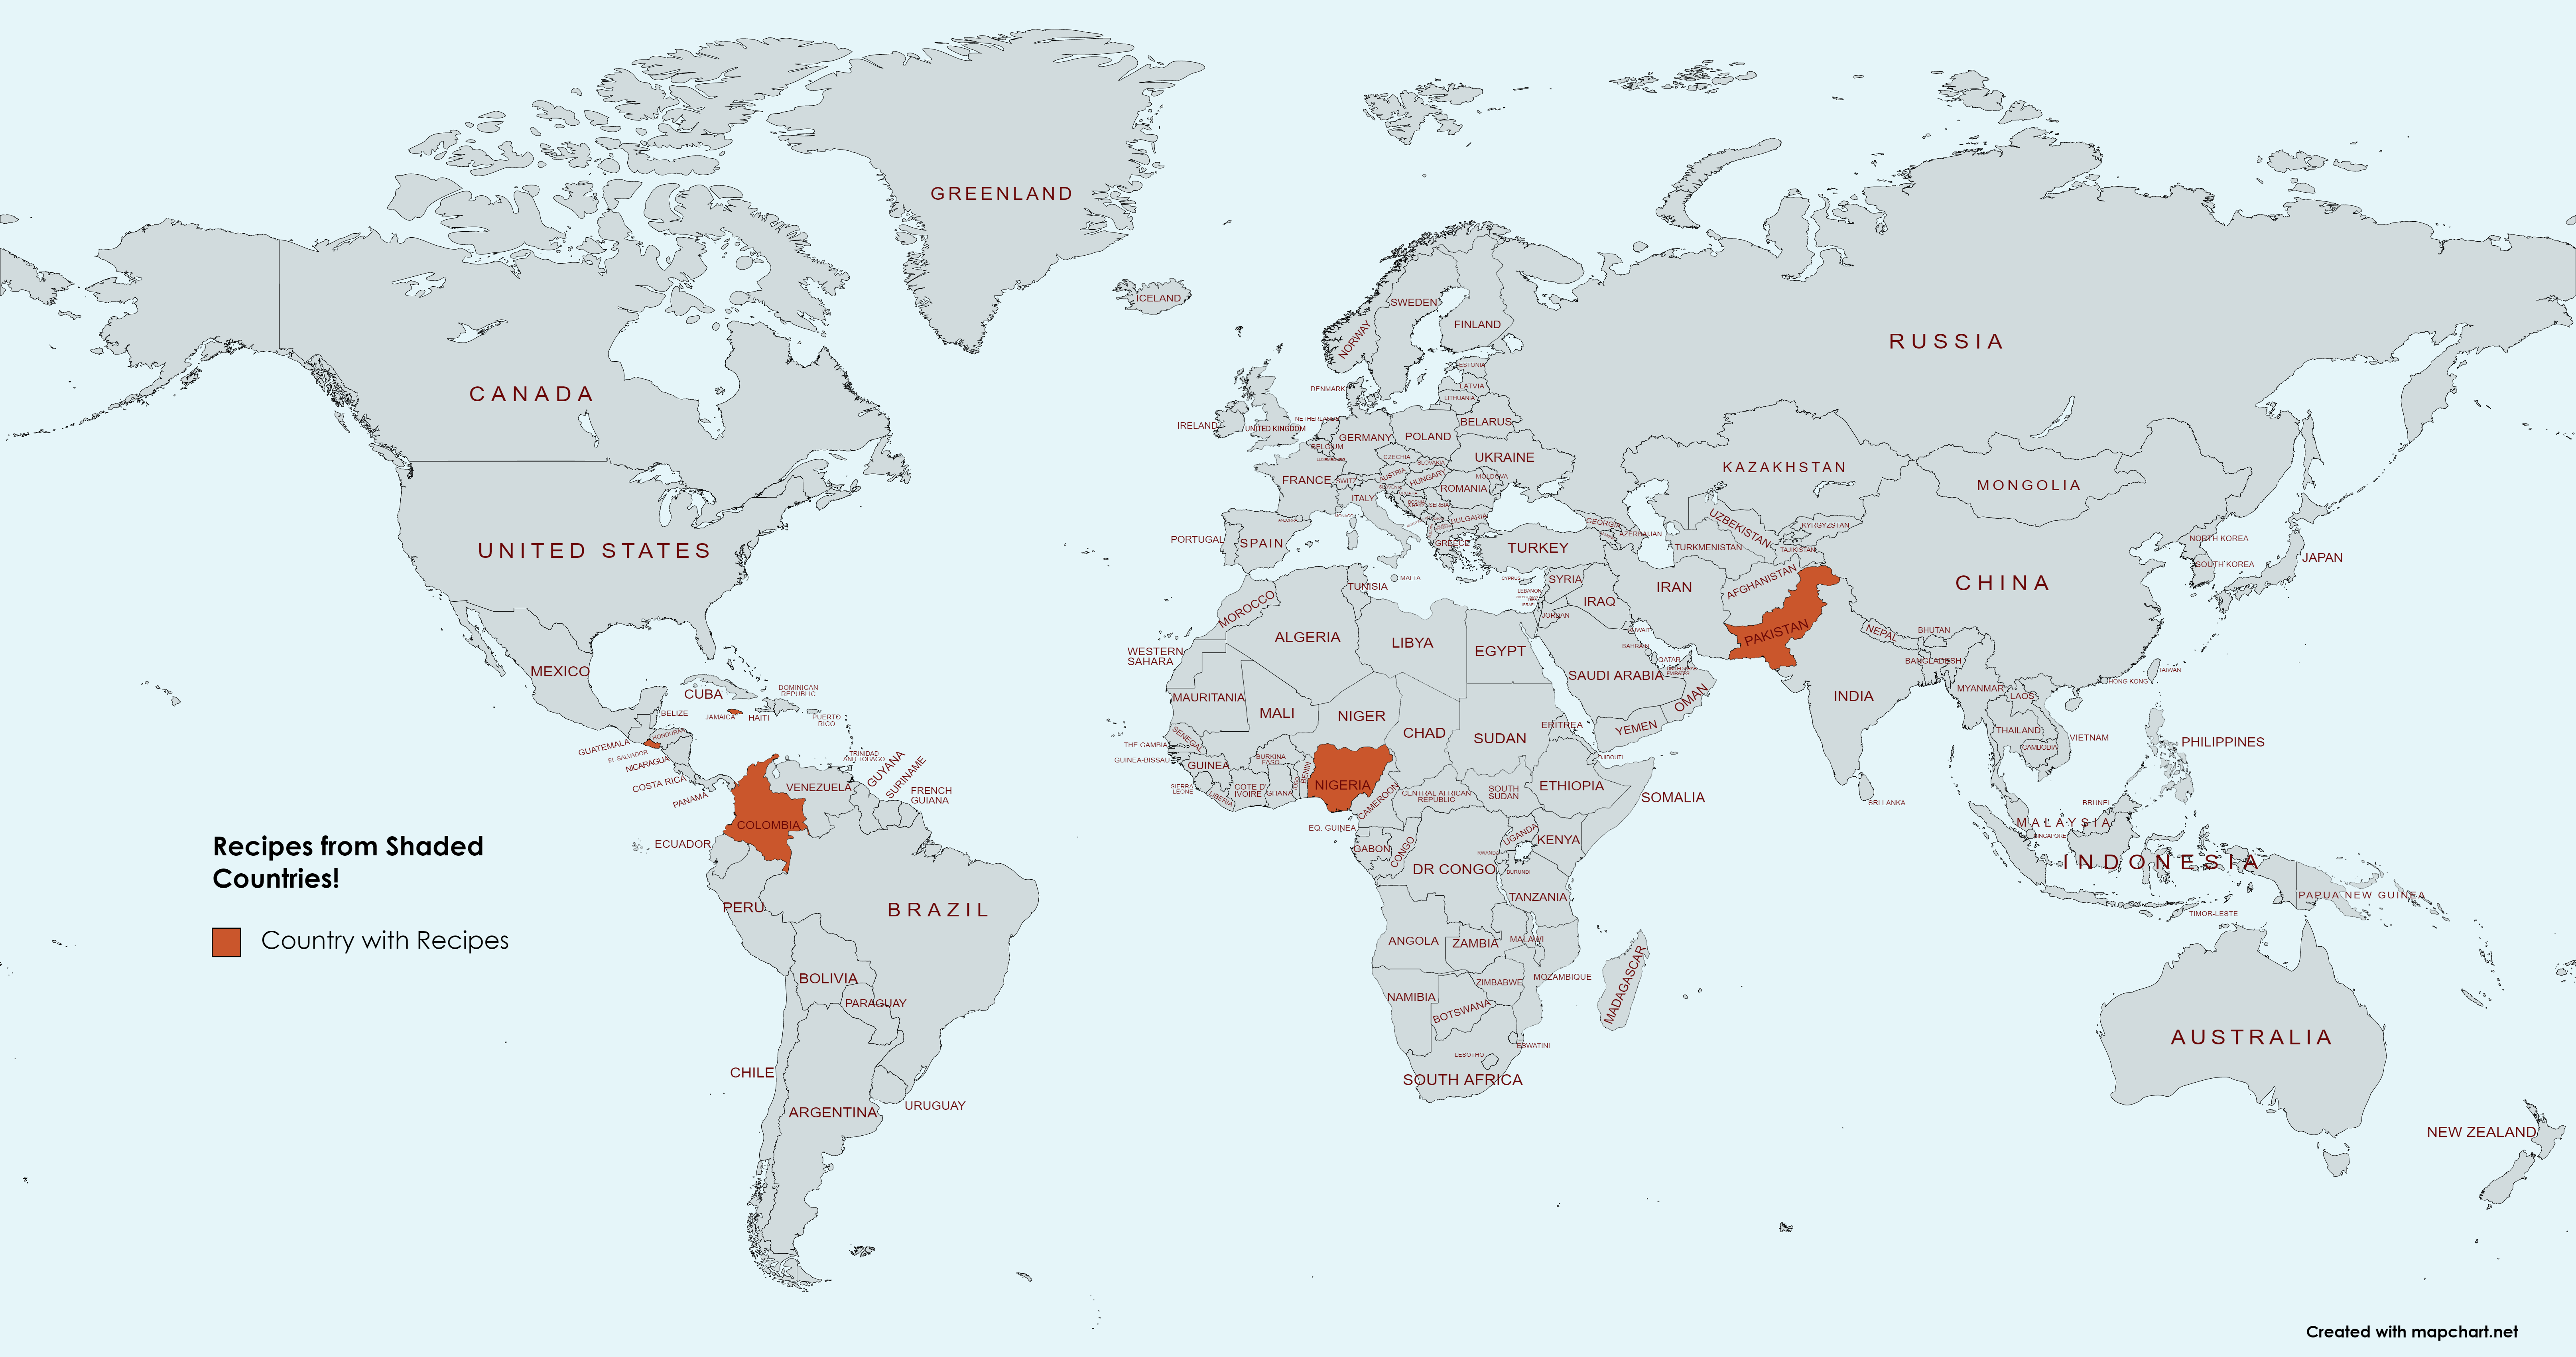 GREENLAND
ICELAND
SWEDEN
NORWAY
FINLAND
RUSSIA
CANADA
ESTONIA
LATVIA
LITHUANIA
DENMARK
IRELAND
UNITED KINGDOM
NETHERLANDS
BELGIUM
GERMANY
POLAND
BELARUS
UKRAINE
CZECHIA
SLOVAKIA
AUSTRIA
HUNGARY
MOLDOVA
ROMANIA
FRANCE
SWITZ
ITALY
SERBIA
BULGARIA
MONACO
ANDORRA
PORTUGAL
SPAIN
GREECE
TURKEY
GEORGIA
AZERBAIJAN
KAZAKHSTAN
MONGOLIA
UZBEKISTAN
KYRGYZSTAN
TURKMENISTAN
TAJIKISTAN
NORTH KOREA
SOUTH KOREA
JAPAN
CHINA
UNITED STATES
MALTA
CYPRUS
TUNISIA
SYRIA
LEBANON
ISRAEL
IRAQ
IRAN
AFGHANISTAN
PAKISTAN
JORDAN
KUWAIT
BAHRAIN
QATAR
UNITED ARAB
EMIRATES
SAUDI ARABIA
OMAN
YEMEN
MOROCCO
ALGERIA
LIBYA
EGYPT
WESTERN
SAHARA
NEPAL
BHUTAN
BANGLADESH
INDIA
MYANMAR
LAOS
TAIWAN
HONG KONG
THAILAND
CAMBODIA
VIETNAM
PHILIPPINES
SRI LANKA
BRUNEI
MALAYSIA
SINGAPORE
INDONESIA
PAPUA NEW GUINEA
TIMOR-LESTE
MEXICO
CUBA
DOMINICAN
REPUBLIC
BELIZE
JAMAICA
HAITI
PUERTO
RICO
GUATEMALA
HONDURAS
EL SALVADOR
NICARAGUA
COSTA RICA
PANAMA
TRINIDAD
AND TOBAGO
VENEZUELA
GUYANA
SURINAME
FRENCH
GUIANA
COLOMBIA
ECUADOR
PERU
BRAZIL
BOLIVIA
PARAGUAY
CHILE
ARGENTINA
URUGUAY
MAURITANIA
MALI
NIGER
CHAD
SUDAN
ERITREA
DJIBOUTI
SENEGAL
THE GAMBIA
GUINEA-BISSAU
GUINEA
SIERRA
LEONE
LIBERIA
COTE D'
IVOIRE
BURKINA
FASO
GHANA
TOGO
BENIN
NIGERIA
CAMEROON
CENTRAL AFRICAN
REPUBLIC
SOUTH
SUDAN
ETHIOPIA
SOMALIA
EQ. GUINEA
GABON
CONGO
DR CONGO
UGANDA
KENYA
RWANDA
BURUNDI
TANZANIA
ANGOLA
ZAMBIA
MALAWI
MOZAMBIQUE
ZIMBABWE
NAMIBIA
BOTSWANA
MADAGASCAR
ESWATINI
LESOTHO
SOUTH AFRICA
AUSTRALIA
NEW ZEALAND
Recipes from Shaded
Countries!
Country with Recipes
Created with mapchart.net